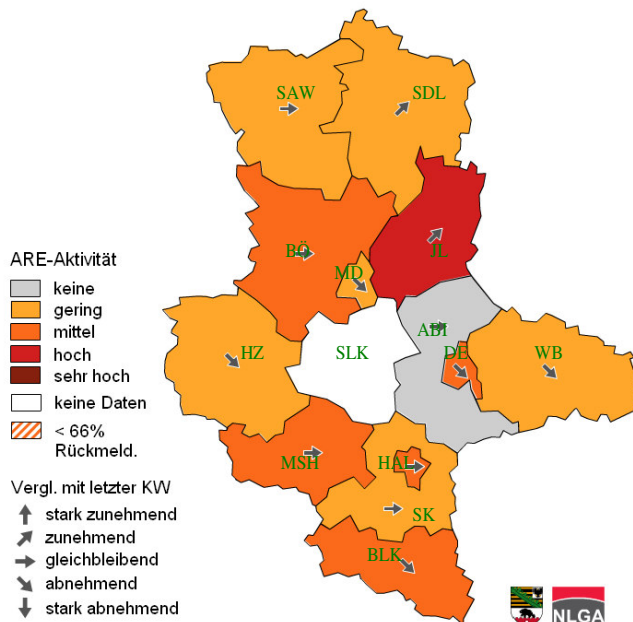 SAW
SDL
BÖ
JL
MD
ABI
DE
WB
HZ
SLK
MSH
HAL
SK
BLK
ARE-Aktivität
keine
gering
mittel
hoch
sehr hoch
keine Daten
< 66%
Rückmeld.
Vergl. mit letzter KW
stark zunehmend
zunehmend
gleichbleibend
abnehmend
stark abnehmend
NLGA